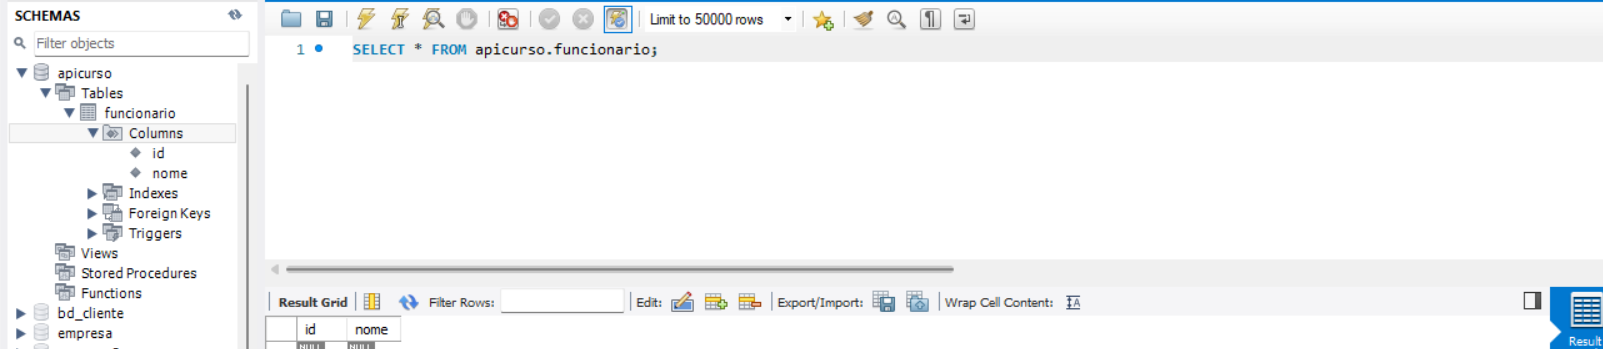 SCHEMAS
Filter objects
apicurso
Tables
funcionario
Columns
id
nome
Indexes
Foreign Keys
Triggers
Views
Stored Procedures
Functions
bd_cliente
empresa
Limit to 50000 rows
1 SELECT * FROM apicurso.funcionario;
Result Grid Filter Rows: Edit: Export/Import: Wrap Cell Content:
id nome
NULL NULL
Result